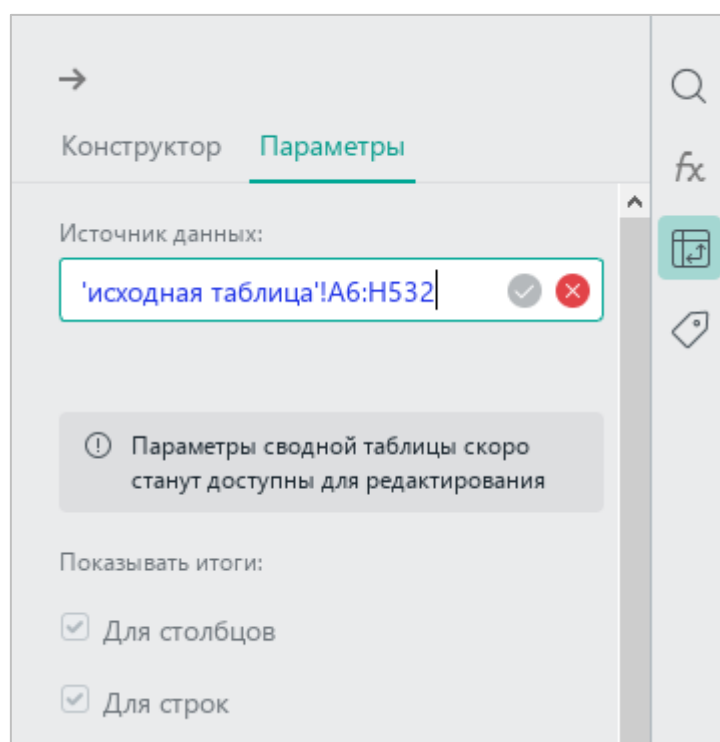 Конструктор Параметры
Источник данных:
'исходная таблица'!A6:H532
Параметры сводной таблицы скоро
станут доступны для редактирования
Показывать итоги:
Для столбцов
Для строк
fx